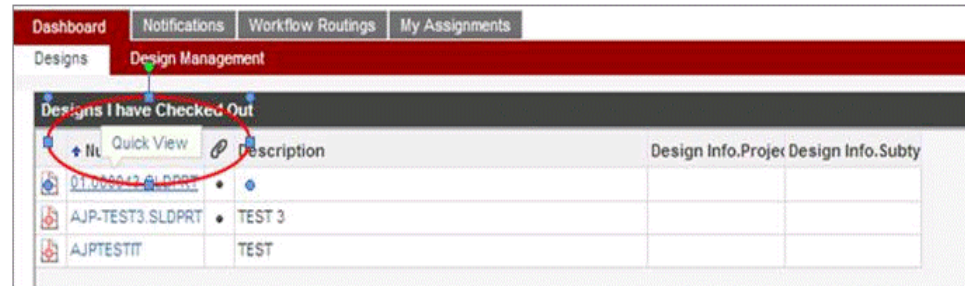 Dashboard Notifications Workflow Routings My Assignments
Designs Design Management
Designs I have Checked Out
Quick View
Description Design Info.Projec Design Info.Subty
AJP-TEST3.SLDPRT TEST 3
AJPTESTIT TEST